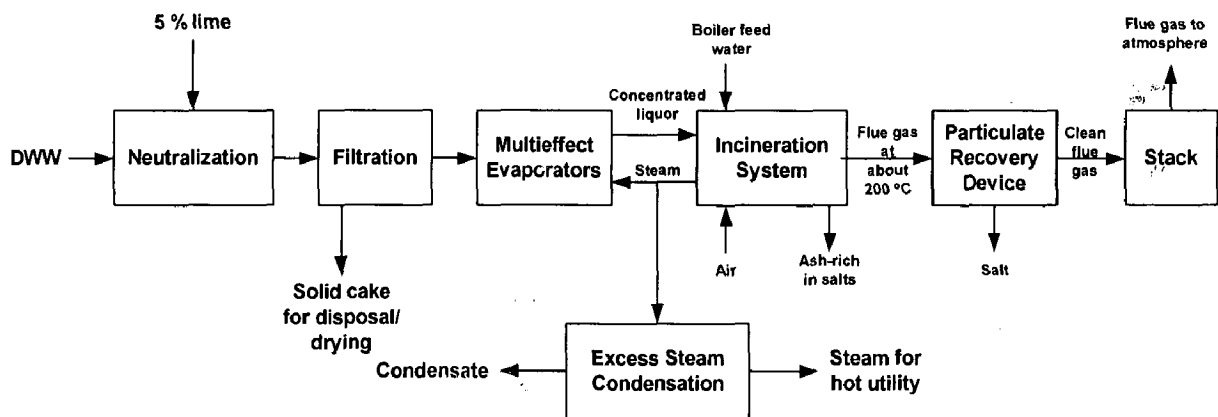 5 % lime
Boiler feed
water
Flue gas to
atmosphere
DWW
Neutralization
Filtration
Multieffect
Evaporators
Concentrated
liquor
Steam
Incineration
System
Flue gas
at
about
200 ºC
Particulate
Recovery
Device
Clean
flue
gas
Stack
Solid cake
for disposal/
drying
Air
Ash-rich
in salts
Salt
Condensate
Excess Steam
Condensation
Steam for
hot utility